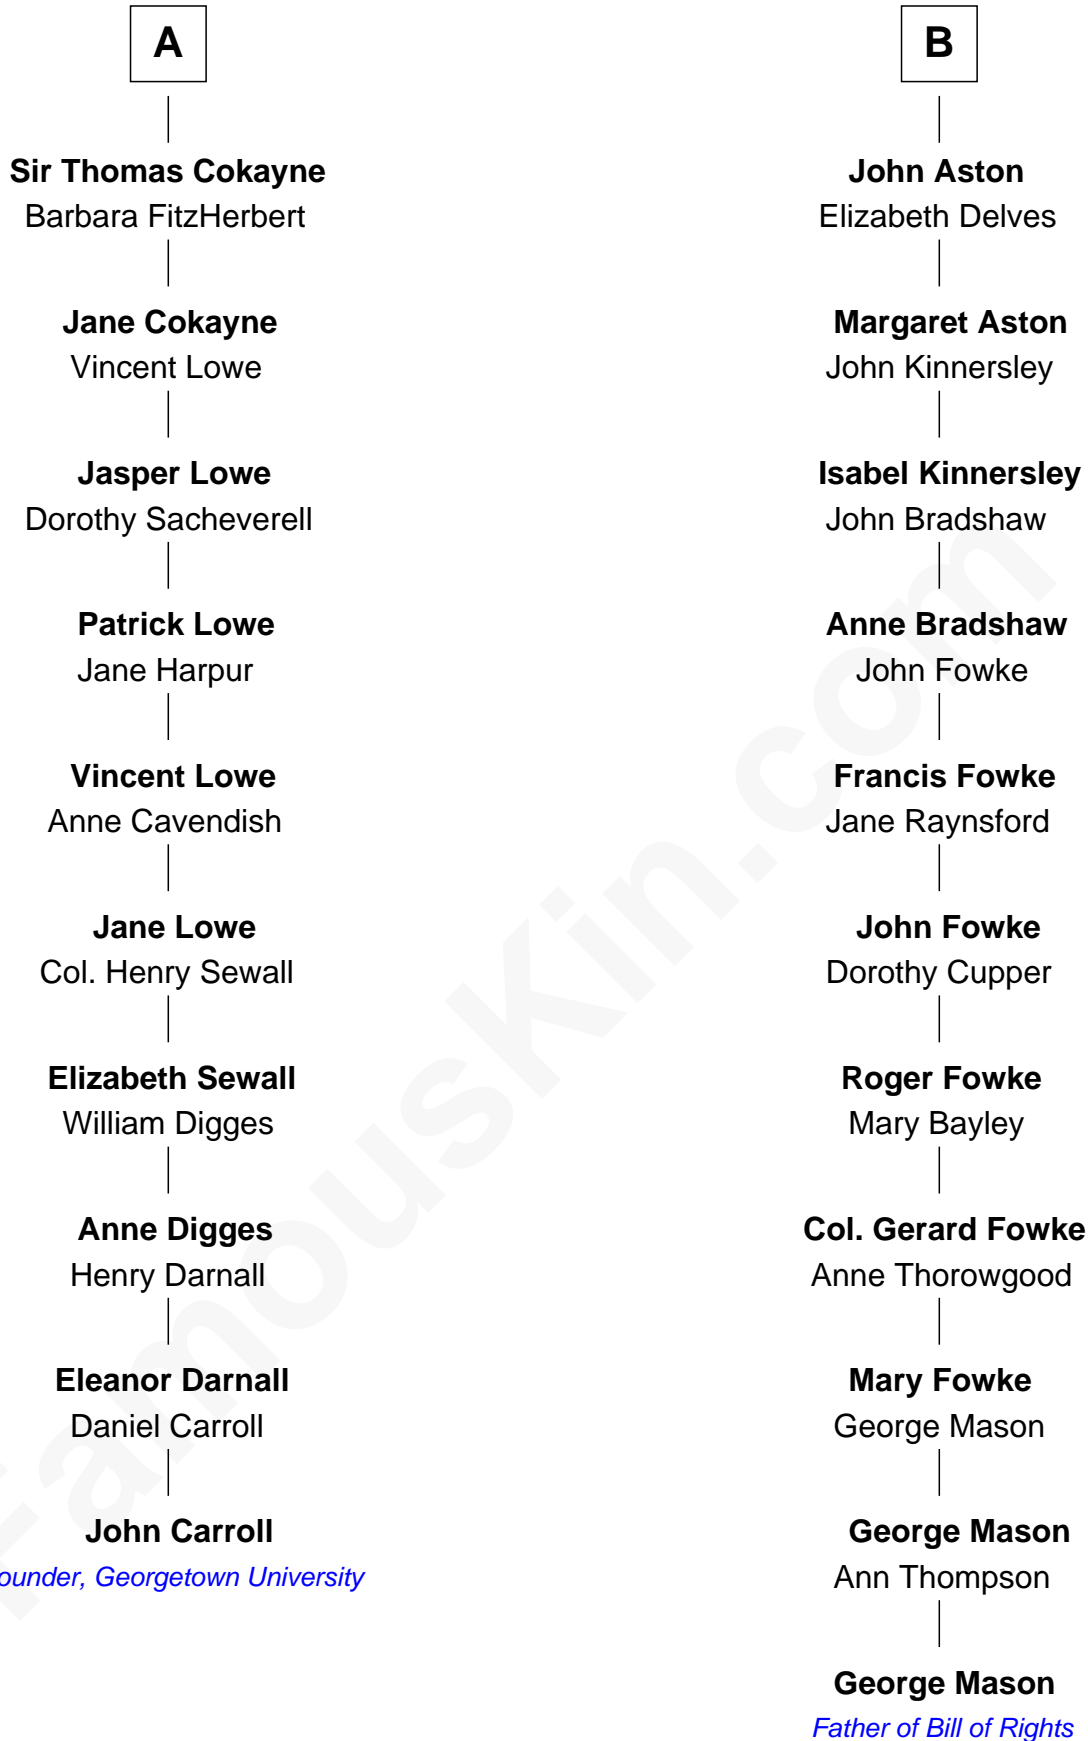 A
Sir Thomas Cokayne
Barbara FitzHerbert
Jane Cokayne
Vincent Lowe
Jasper Lowe
Dorothy Sacheverell
Patrick Lowe
Jane Harpur
Vincent Lowe
Anne Cavendish
Jane Lowe
Col. Henry Sewall
Elizabeth Sewall
William Digges
Anne Digges
Henry Darnall
Eleanor Darnall
Daniel Carroll
John Carroll
ounder, Georgetown University
B
John Aston
Elizabeth Delves
Margaret Aston
John Kinnersley
Isabel Kinnersley
John Bradshaw
Anne Bradshaw
John Fowke
Francis Fowke
Jane Raynsford
John Fowke
Dorothy Cupper
Roger Fowke
Mary Bayley
Col. Gerard Fowke
Anne Thorowgood
Mary Fowke
George Mason
George Mason
Ann Thompson
George Mason
Father of Bill of Rights
FamousKin.com